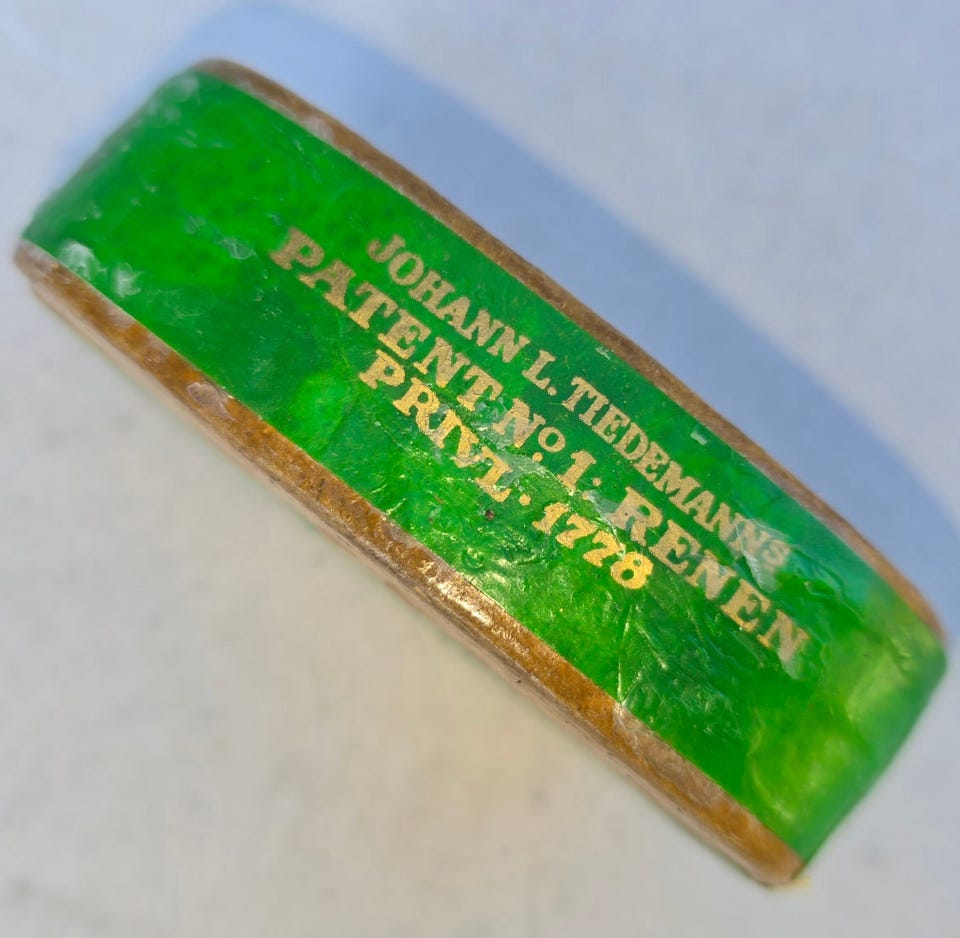 JOHANN L. TIEDEMANNS
PATENT No. 1. RENEN
PRIVL. 1778